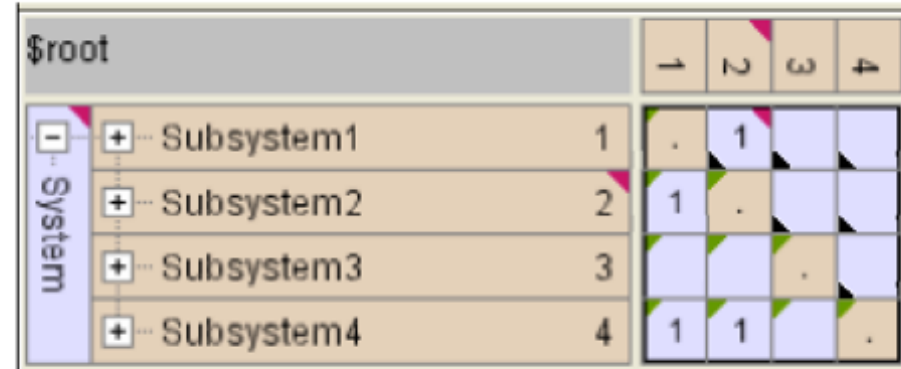 $root 1 2 3 4
System
Subsystem1 1 . 1
Subsystem2 2 1 .
Subsystem3 3 .
Subsystem4 4 1 1 .